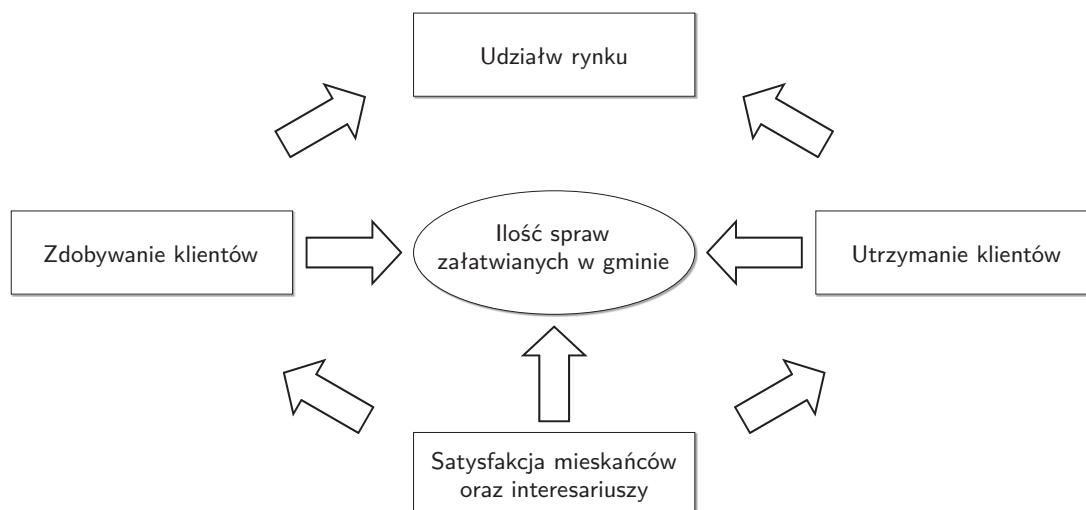 Udziałw rynku
Zdobywanie klientów
Ilość spraw
załatwianych w gminie
Utrzymanie klientów
Satysfakcja mieskańców
oraz interesariuszy